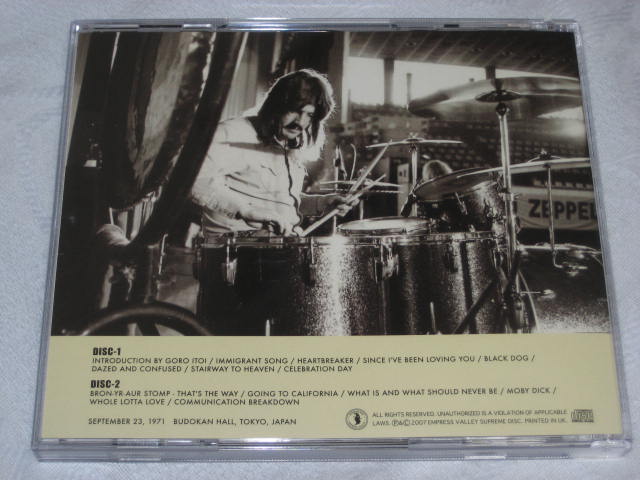 ZEPPEL
DISC-1
INTRODUCTION BY GORO ITOI / IMMIGRANT SONG / HEARTBREAKER / SINCE I'VE BEEN LOVING YOU / BLACK DOG /
DAZED AND CONFUSED / STAIRWAY TO HEAVEN / CELEBRATION DAY
DISC-2
BRON-YR-AUR STOMP - THAT'S THE WAY / GOING TO CALIFORNIA / WHAT IS AND WHAT SHOULD NEVER BE / MOBY DICK /
WHOLE LOTTA LOVE / COMMUNICATION BREAKDOWN
SEPTEMBER 23, 1971 BUDOKAN HALL, TOKYO, JAPAN
ALL RIGHTS RESERVED. UNAUTHORIZED IS A VIOLATION OF APPLICABLE
LAWS. ℗&© 2007 EMPRESS VALLEY SUPREME DISC. PRINTED IN UK.